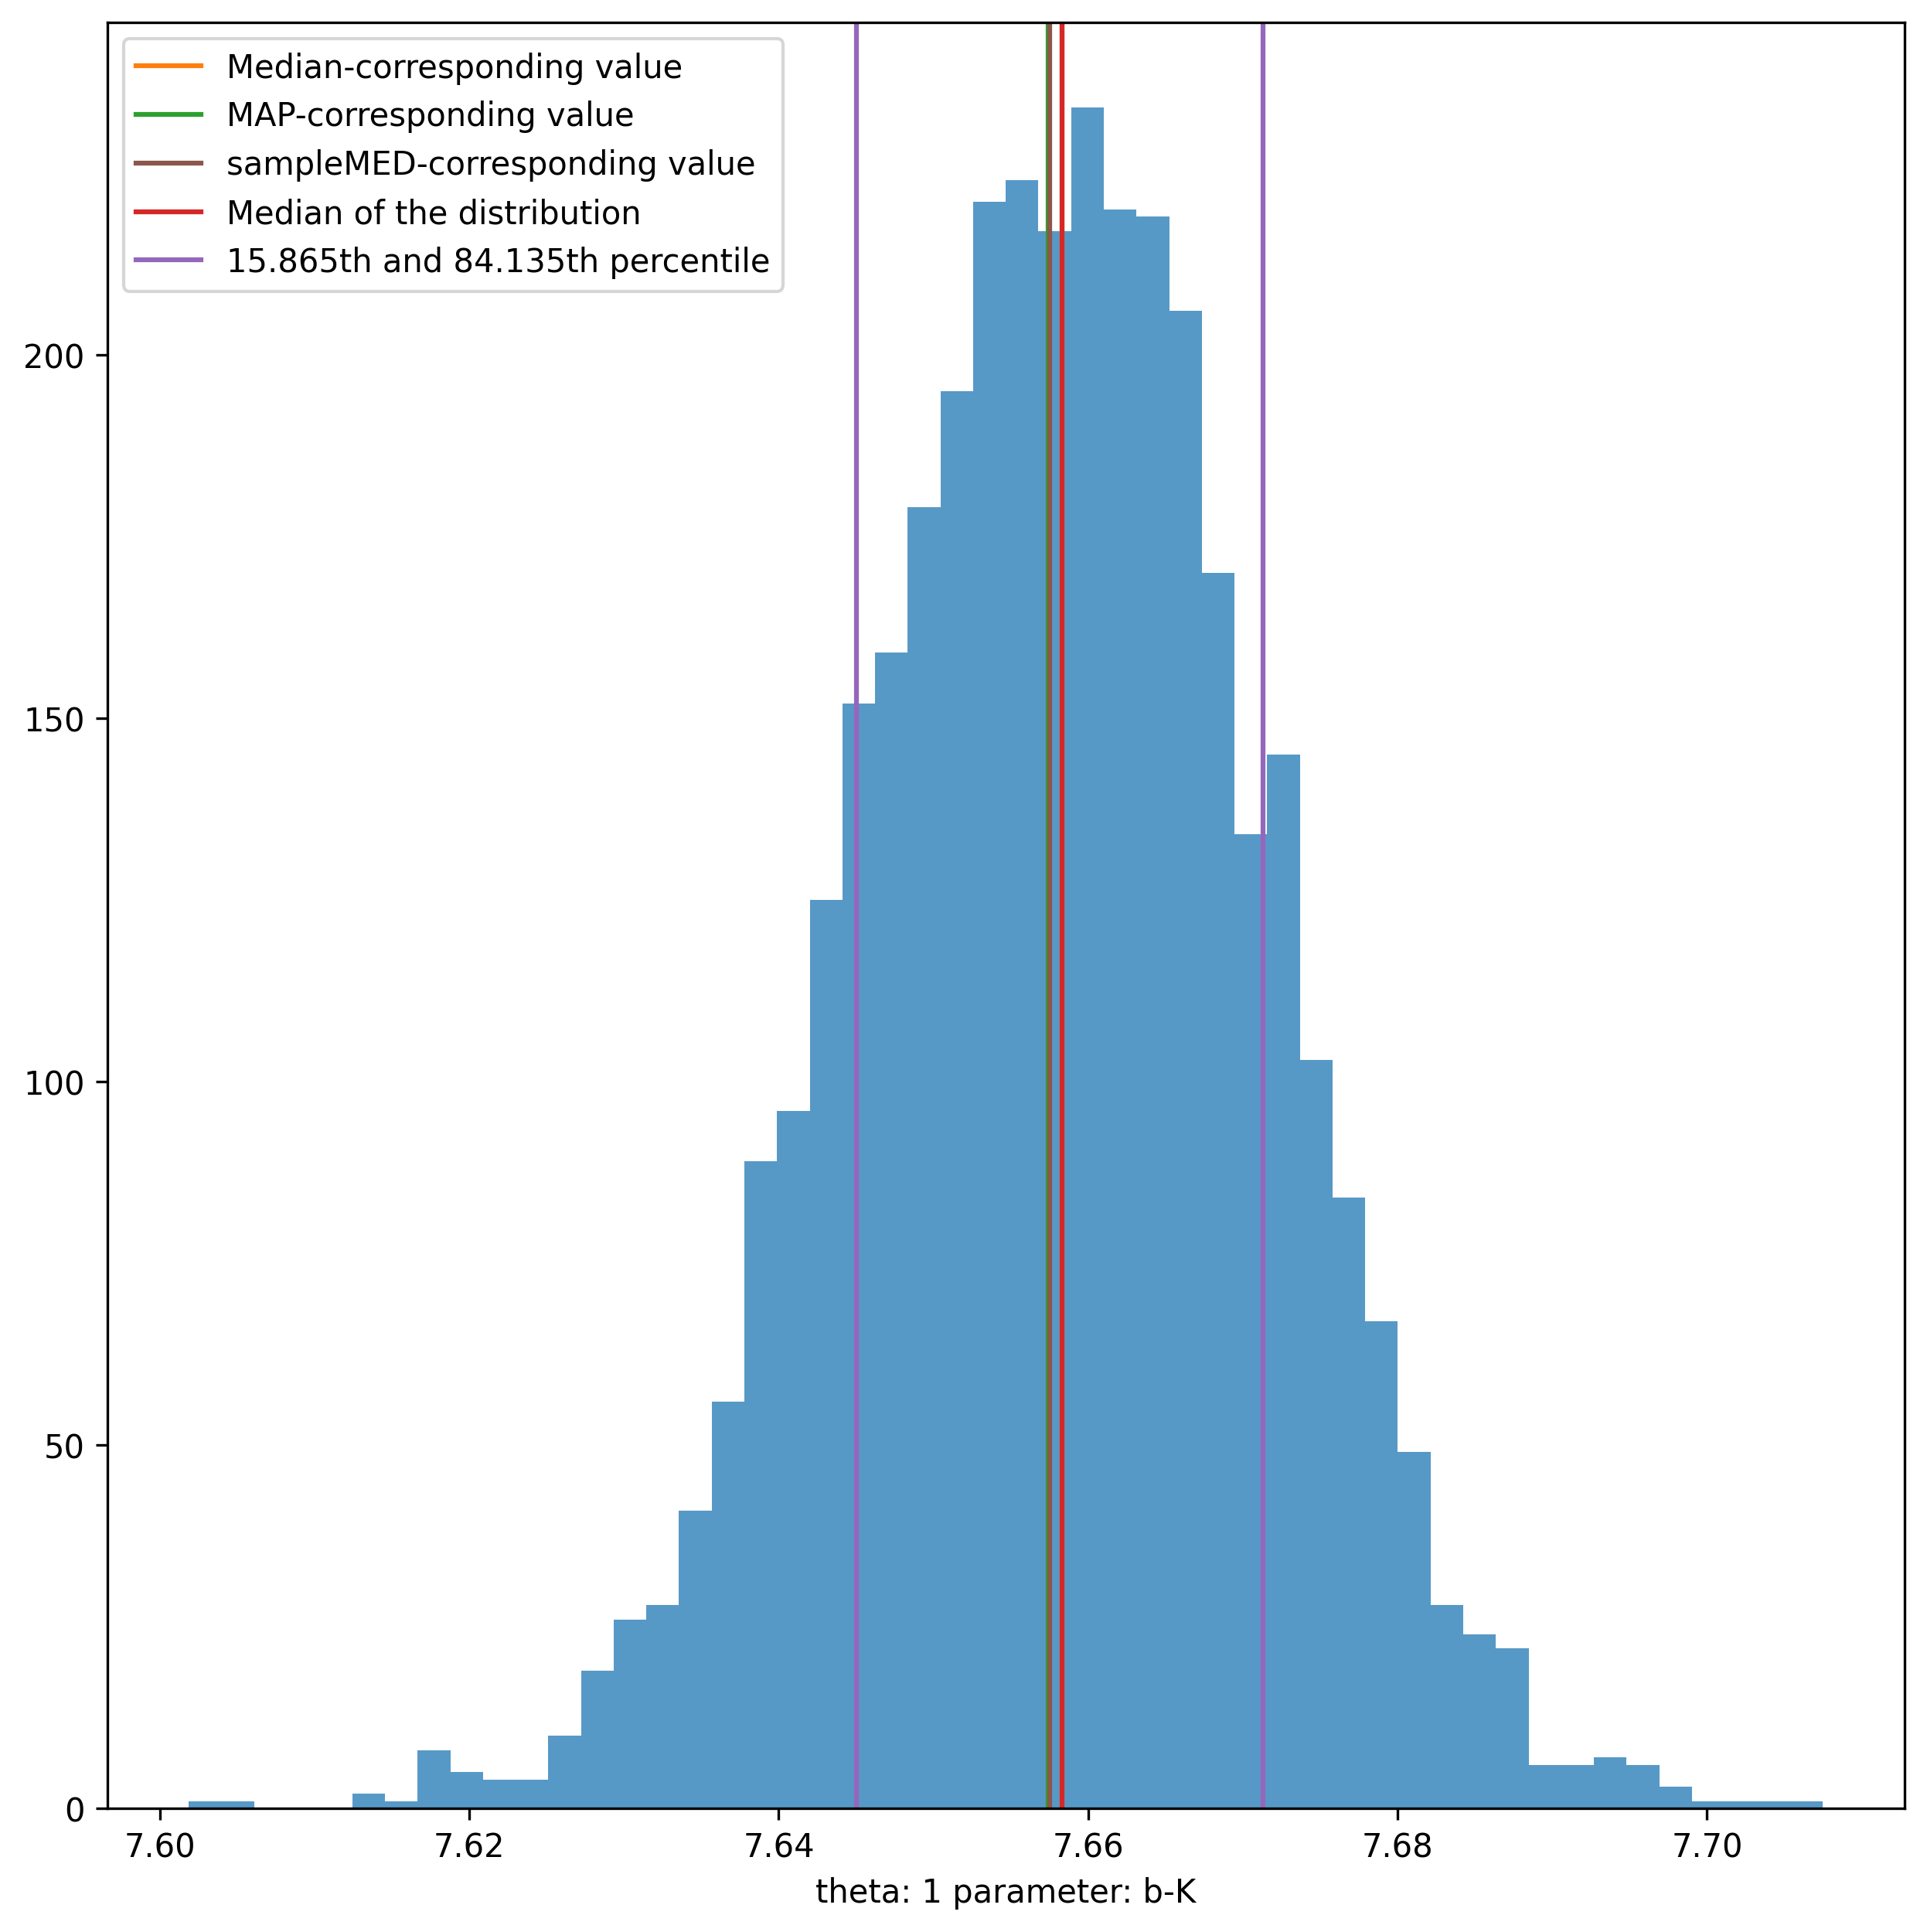 Median-corresponding value
MAP-corresponding value
sampleMED-corresponding value
Median of the distribution
15.865th and 84.135th percentile
200
150
100
50
0
7.60 7.62 7.64 7.66 7.68 7.70
theta: 1 parameter: b-K